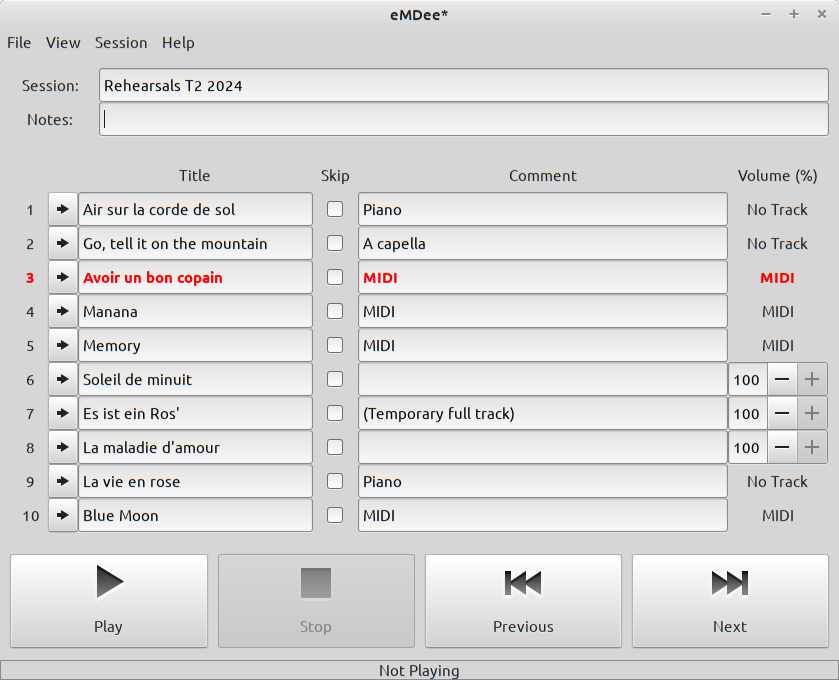 eMDee*
File View Session Help
Session: Rehearsals T2 2024
Notes:
Title Skip Comment Volume (%)
1 Air sur la corde de sol Piano No Track
2 Go, tell it on the mountain A capella No Track
3 Avoir un bon copain MIDI MIDI
4 Manana MIDI MIDI
5 Memory MIDI MIDI
6 Soleil de minuit 100
7 Es ist ein Ros' (Temporary full track) 100
8 La maladie d'amour 100
9 La vie en rose Piano No Track
10 Blue Moon MIDI MIDI
Play Stop Previous Next
Not Playing